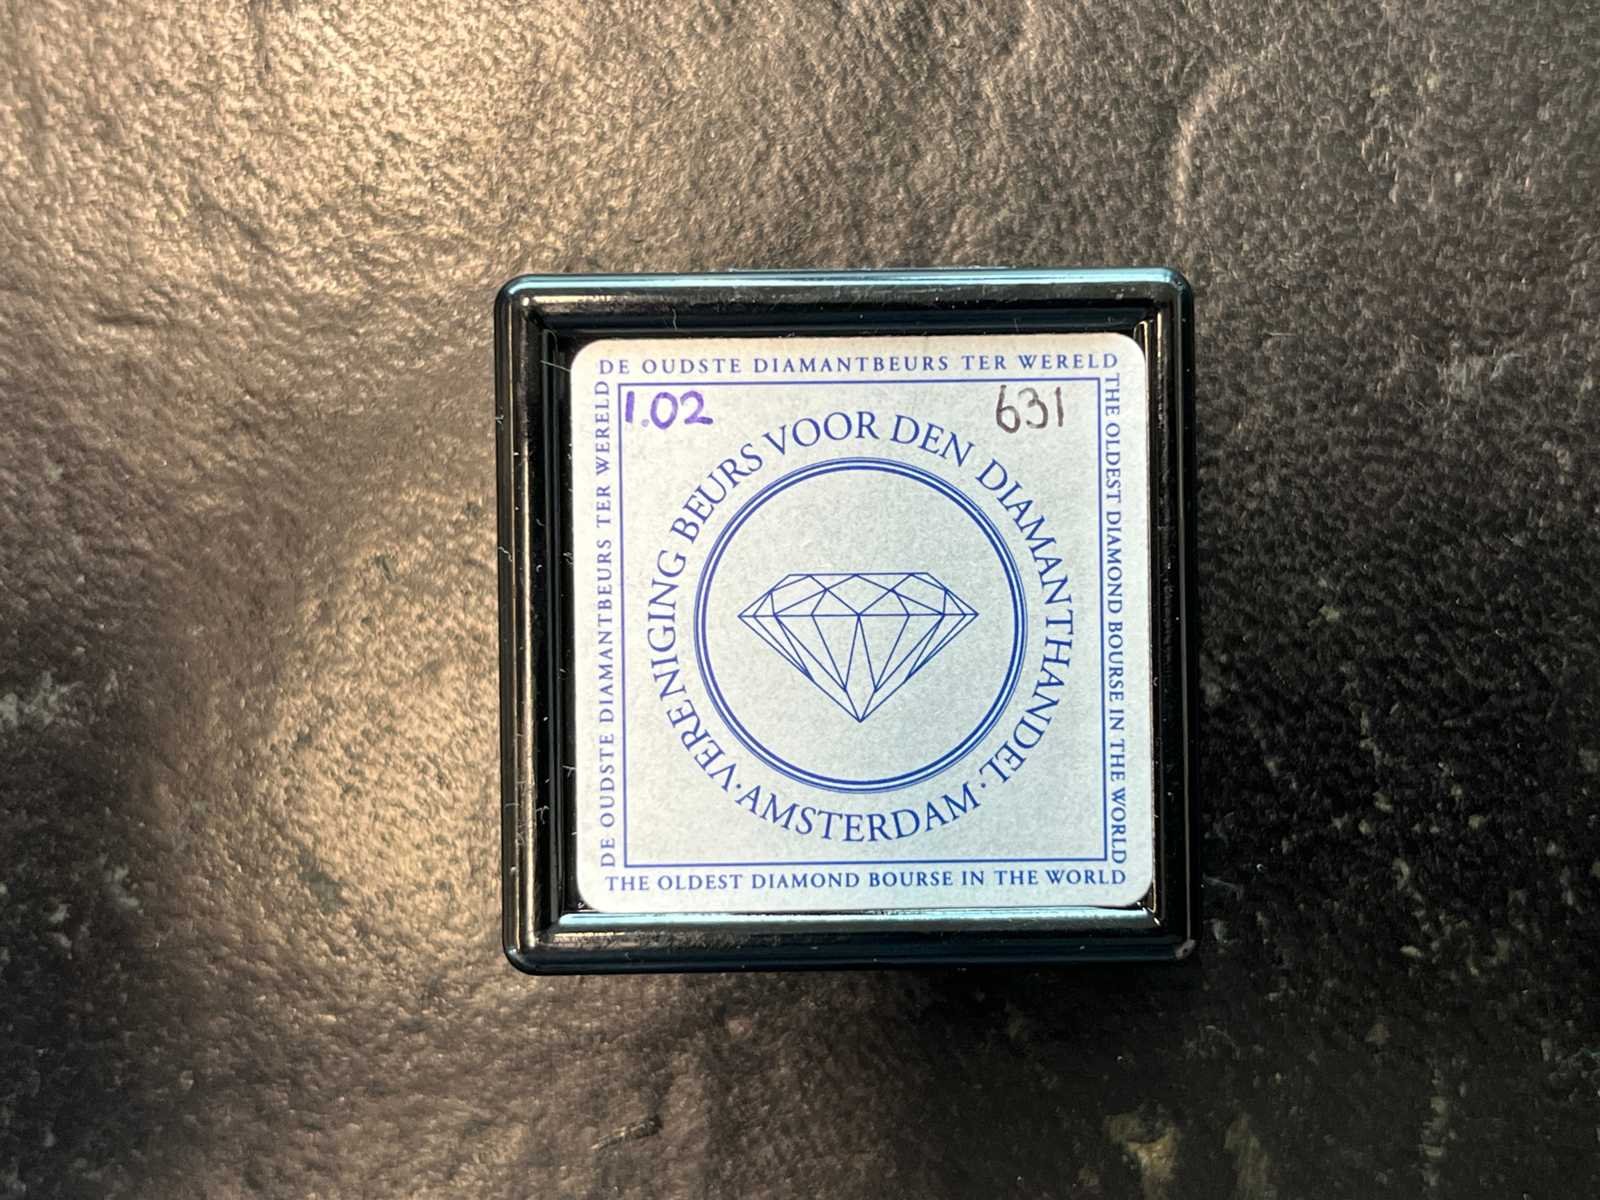 DE OUDSTE DIAMANTBEURS TER WERELD
1.02
631
DE OUDSTE DIAMANTBEURS TER WERELD
THE OLDEST DIAMOND BOURSE IN THE WORLD
VERENIGING BEURS VOOR DEN DIAMANTHANDEL · AMSTERDAM ·
THE OLDEST DIAMOND BOURSE IN THE WORLD